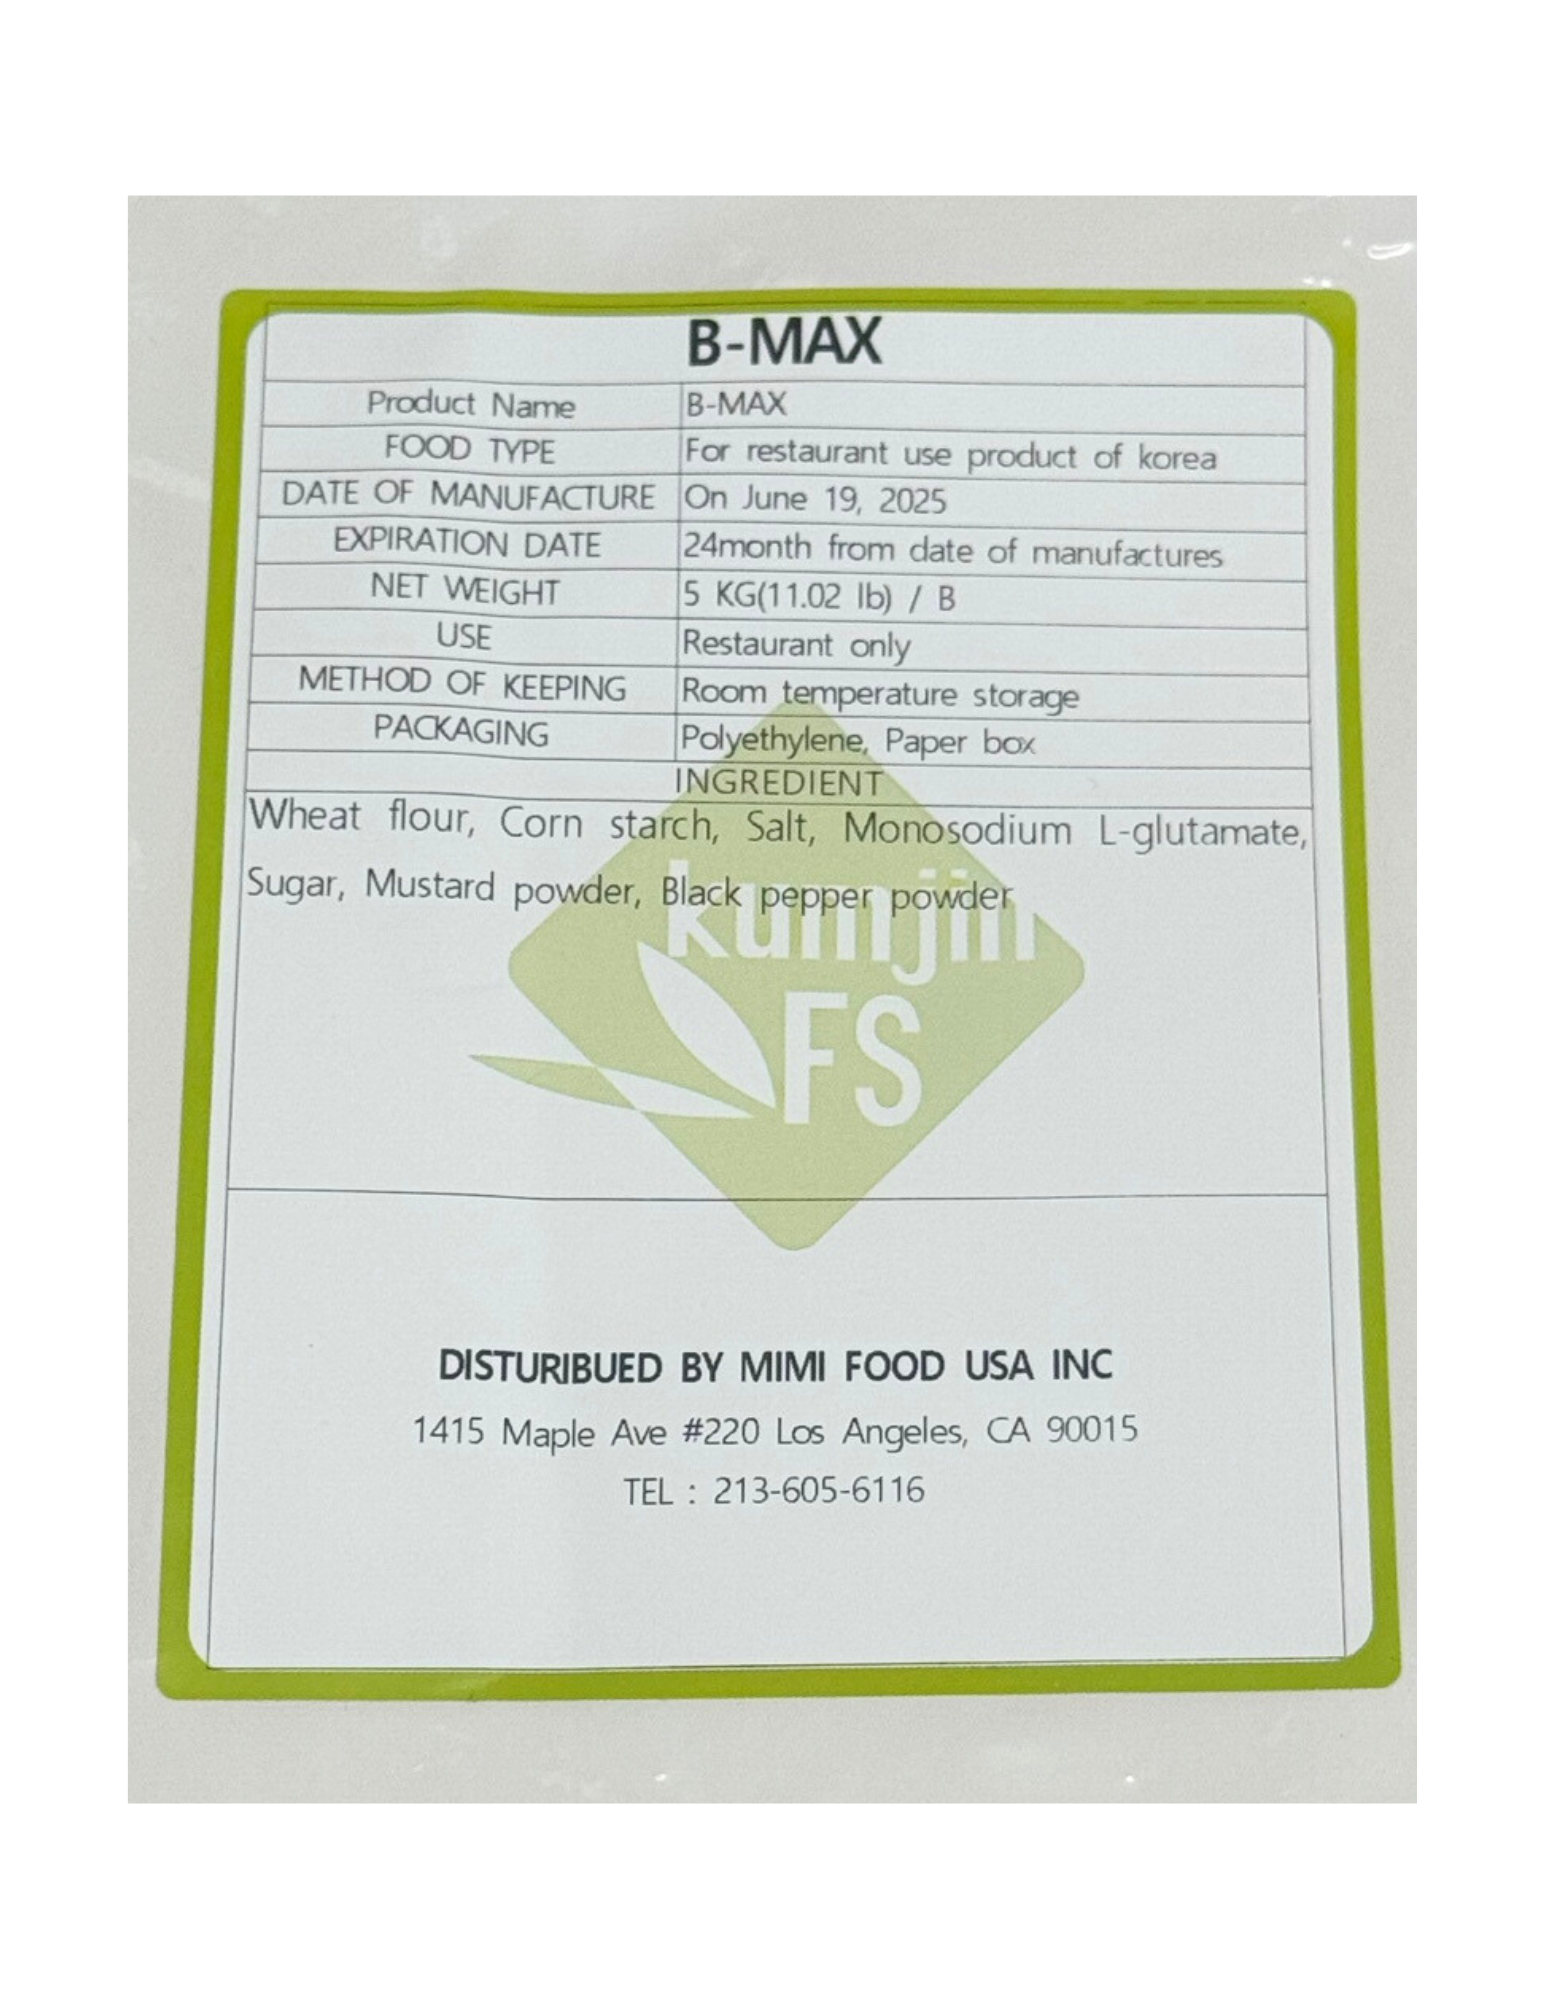 B-MAX
Product Name B-MAX
FOOD TYPE For restaurant use product of korea
DATE OF MANUFACTURE On June 19, 2025
EXPIRATION DATE 24month from date of manufactures
NET WEIGHT 5 KG(11.02 lb) / B
USE Restaurant only
METHOD OF KEEPING Room temperature storage
PACKAGING Polyethylene, Paper box
INGREDIENT
Wheat flour, Corn starch, Salt, Monosodium L-glutamate,
Sugar, Mustard powder, Black pepper powder
kumjin
FS
DISTURIBUED BY MIMI FOOD USA INC
1415 Maple Ave #220 Los Angeles, CA 90015
TEL : 213-605-6116